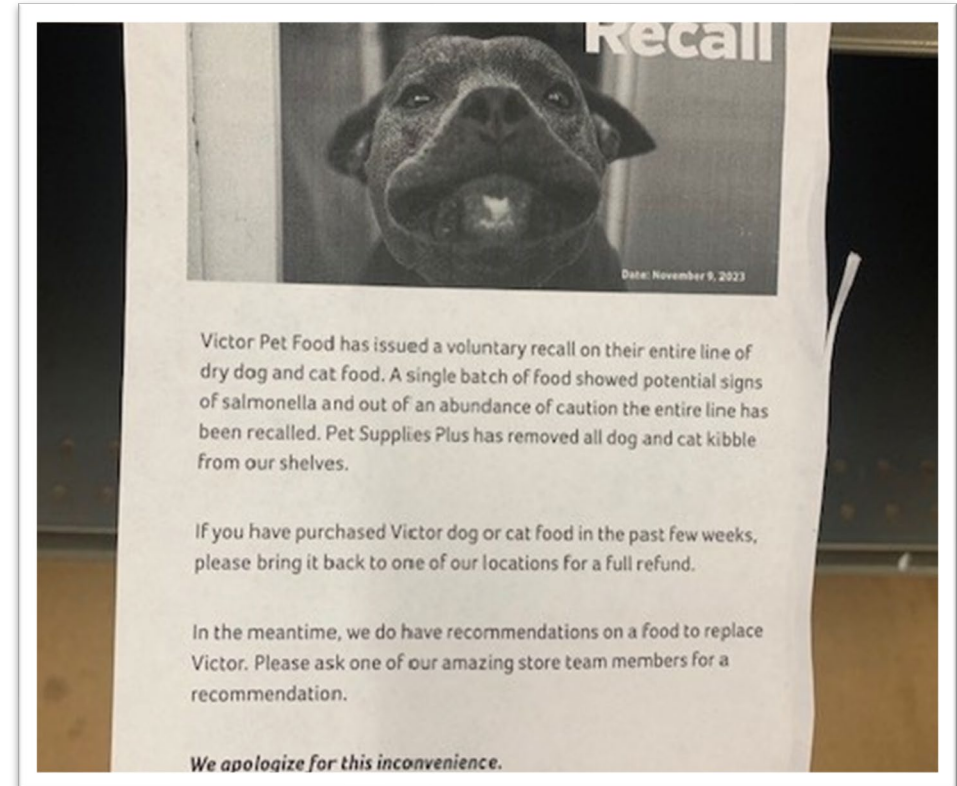 Recall
Date: November 9, 2023
Victor Pet Food has issued a voluntary recall on their entire line of
dry dog and cat food. A single batch of food showed potential signs
of salmonella and out of an abundance of caution the entire line has
been recalled. Pet Supplies Plus has removed all dog and cat kibble
from our shelves.
If you have purchased Victor dog or cat food in the past few weeks,
please bring it back to one of our locations for a full refund.
In the meantime, we do have recommendations on a food to replace
Victor. Please ask one of our amazing store team members for a
recommendation.
We apologize for this inconvenience.